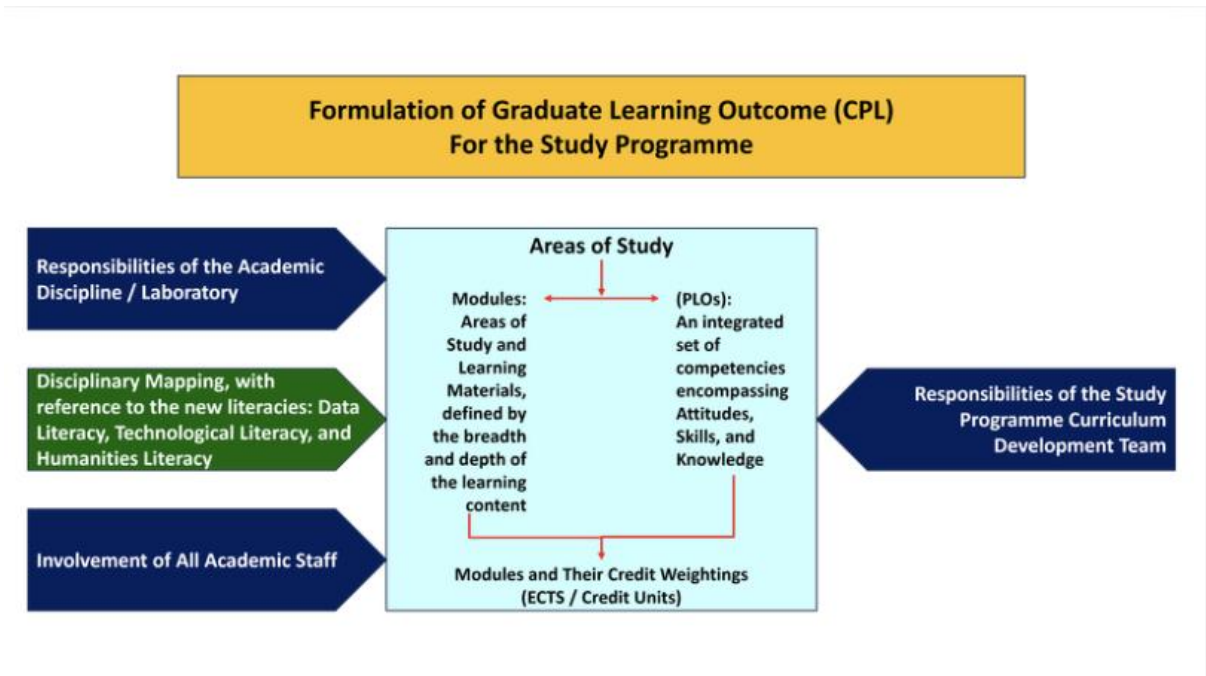 Formulation of Graduate Learning Outcome (CPL)
For the Study Programme
Responsibilities of the Academic
Discipline / Laboratory
Disciplinary Mapping, with
reference to the new literacies: Data
Literacy, Technological Literacy, and
Humanities Literacy
Involvement of All Academic Staff
Areas of Study
Modules:
Areas of
Study and
Learning
Materials,
defined by
the breadth
and depth of
the learning
content
(PLOs):
An integrated
set of
competencies
encompassing
Attitudes,
Skills, and
Knowledge
Modules and Their Credit Weightings
(ECTS / Credit Units)
Responsibilities of the Study
Programme Curriculum
Development Team